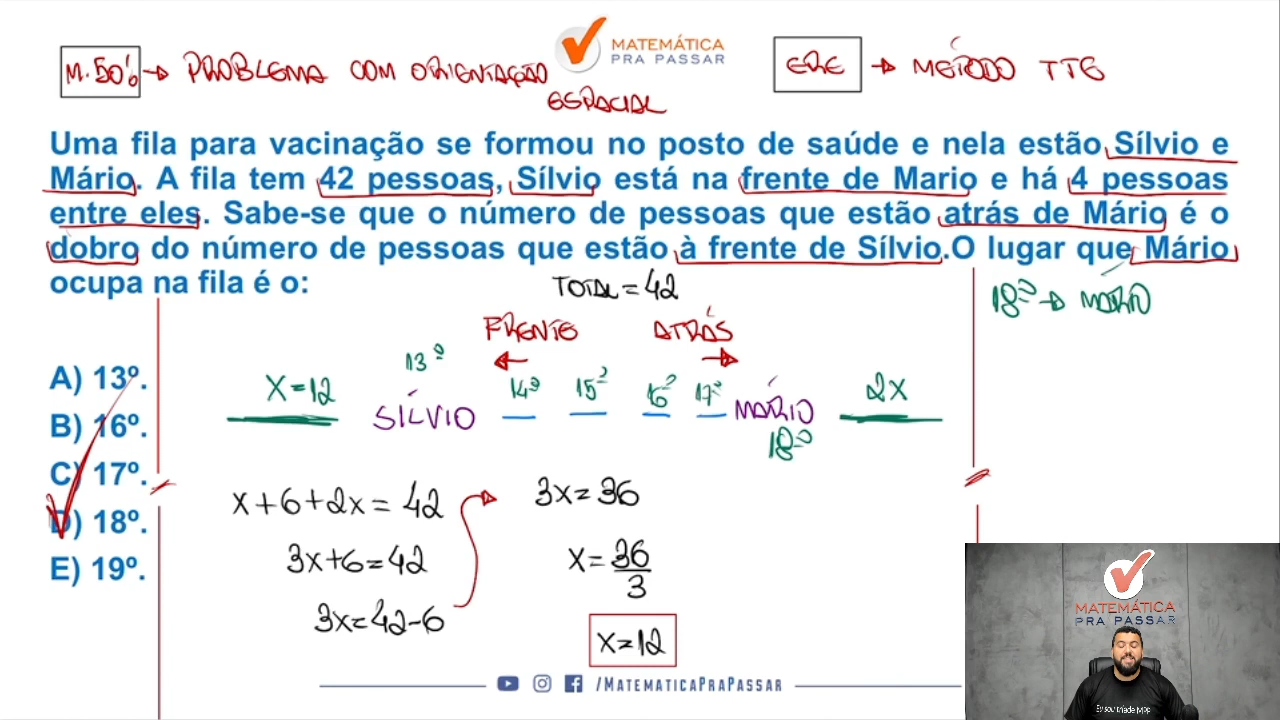 M.50% → PROBLEMA COM ORIENTAÇÃO
ESPACIAL
MATEMÁTICA
PRA PASSAR
ERE → MÉTODO TTE
Uma fila para vacinação se formou no posto de saúde e nela estão Sílvio e
Mário. A fila tem 42 pessoas, Sílvio está na frente de Mario e há 4 pessoas
entre eles. Sabe-se que o número de pessoas que estão atrás de Mário é o
dobro do número de pessoas que estão à frente de Sílvio.O lugar que Mário
ocupa na fila é o:
TOTAL = 42
18º → MÁRIO
FRENTE ATRÁS
A) 13º.
B) 16º.
C) 17º.
D) 18º.
E) 19º.
13º
X=12 14º 15º 16º 17º 2X
SÍLVIO MÁRIO
18º
X+6+2X=42
3X+6=42
3X=42-6
3X=36
X=36/3
X=12
/MatematicaPraPassar
MATEMÁTICA
PRA PASSAR
Eu sou tríade MPP